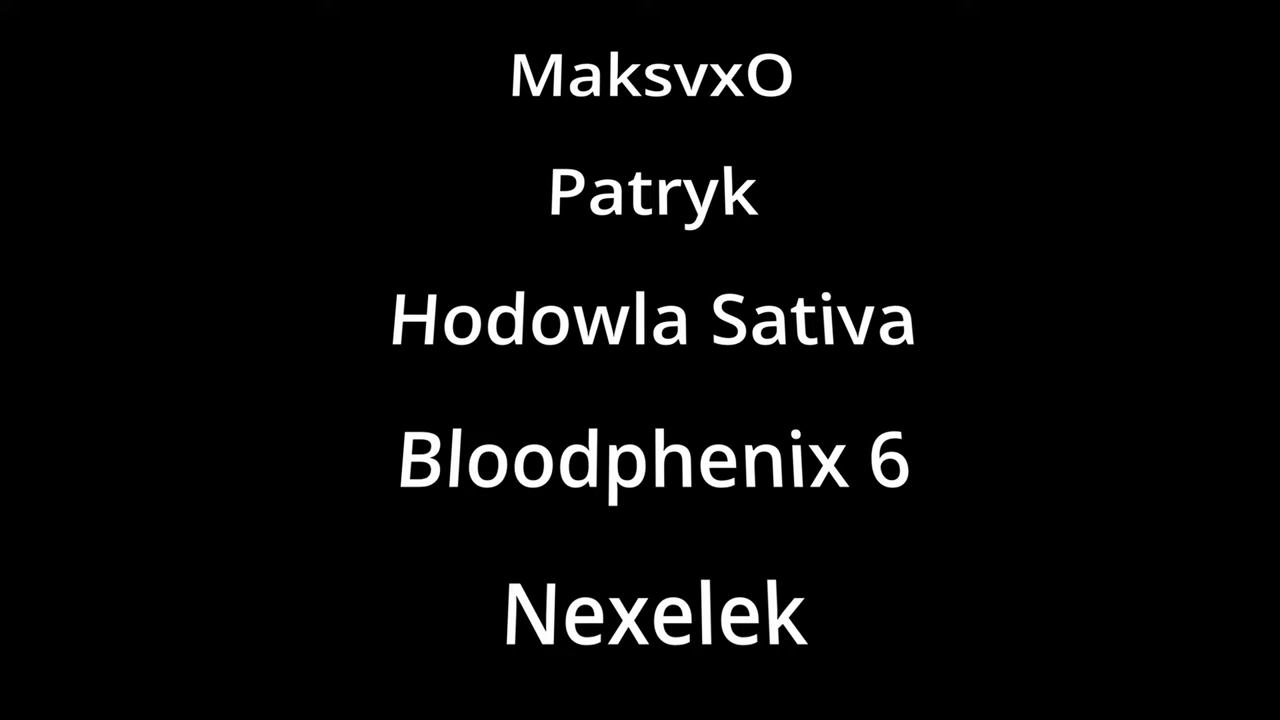 MaksvxO
Patryk
Hodowla Sativa
Bloodphenix 6
Nexelek